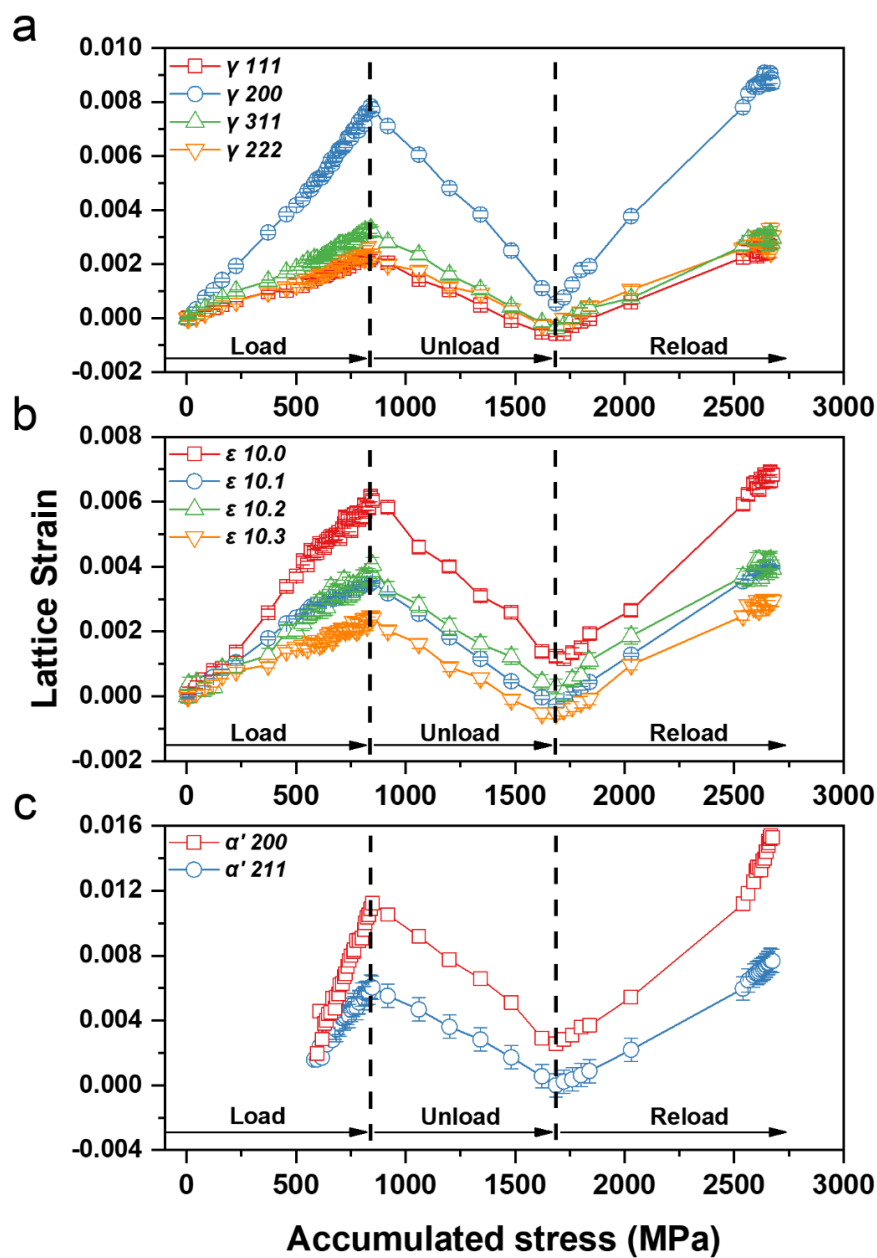 a
0.010
0.008
0.006
0.004
0.002
0.000
-0.002
γ 111
γ 200
γ 311
γ 222
Load Unload Reload
0 500 1000 1500 2000 2500 3000
b
0.008
0.006
0.004
0.002
0.000
-0.002
ε 10.0
ε 10.1
ε 10.2
ε 10.3
Load Unload Reload
0 500 1000 1500 2000 2500 3000
Lattice Strain
c
0.016
0.012
0.008
0.004
0.000
-0.004
α' 200
α' 211
Load Unload Reload
0 500 1000 1500 2000 2500 3000
Accumulated stress (MPa)